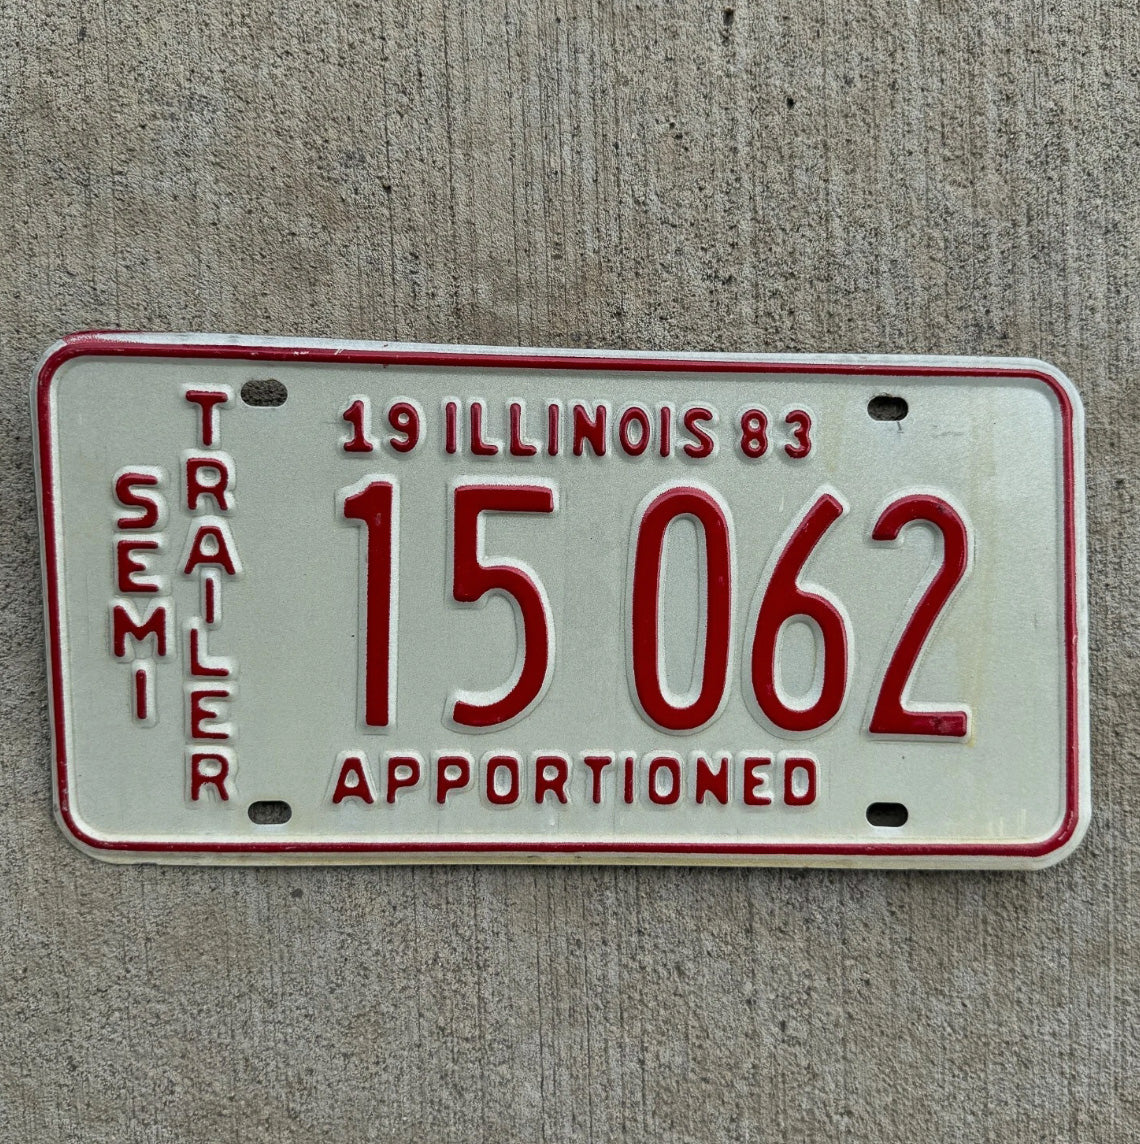 SEMI
TRAILER
19 ILLINOIS 83
15 062
APPORTIONED